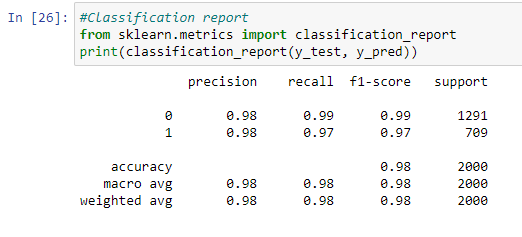 In [26]: #Classification report
from sklearn.metrics import classification_report
print(classification_report(y_test, y_pred))
precision recall f1-score support
0 0.98 0.99 0.99 1291
1 0.98 0.97 0.97 709
accuracy 0.98 2000
macro avg 0.98 0.98 0.98 2000
weighted avg 0.98 0.98 0.98 2000